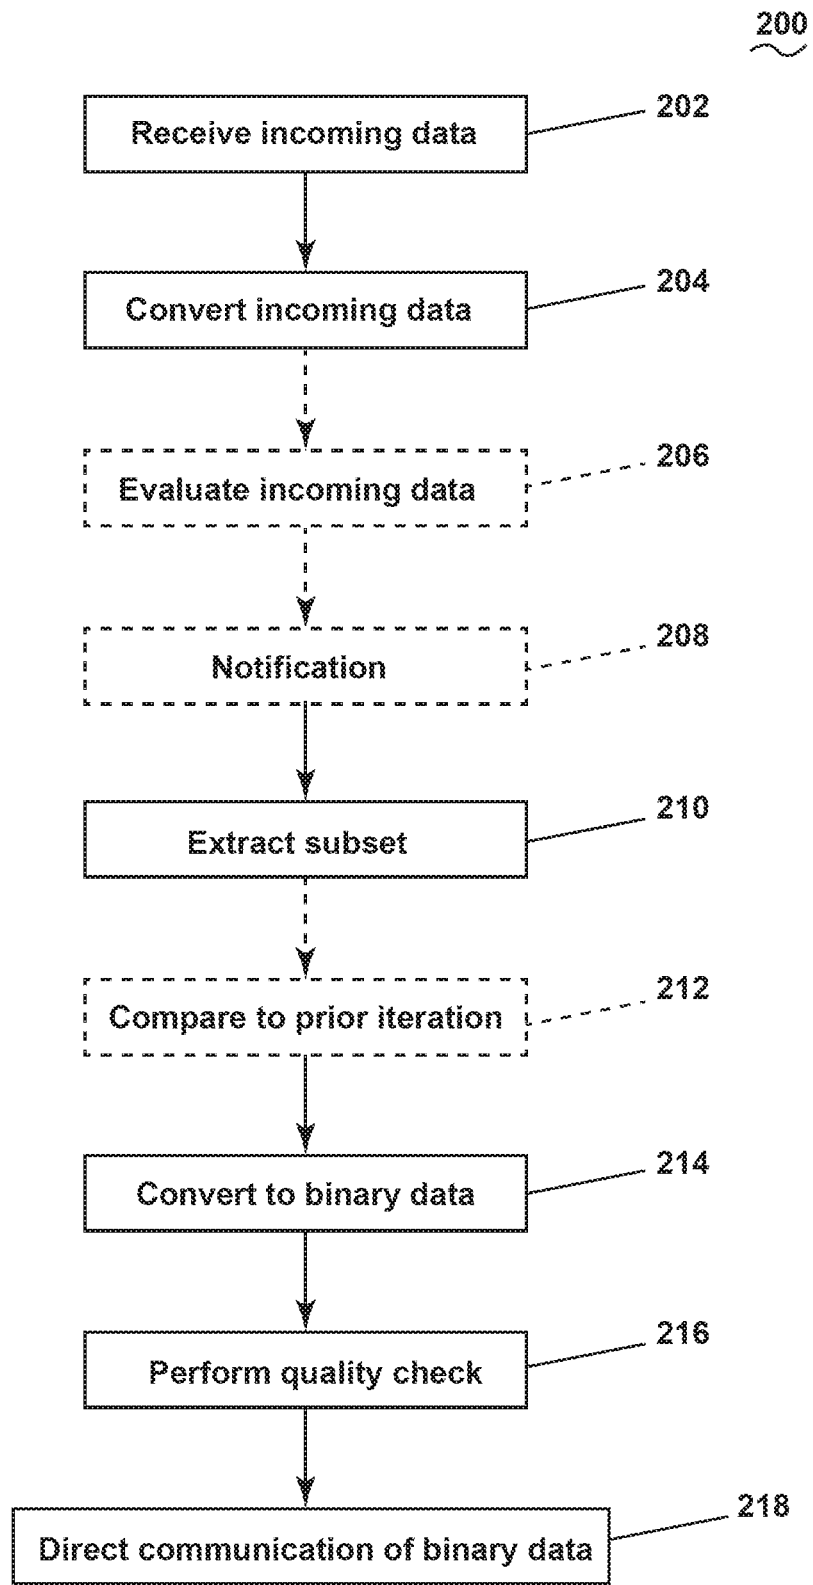 200
Receive incoming data
202
Convert incoming data
204
Evaluate incoming data
206
Notification
208
Extract subset
210
Compare to prior iteration
212
Convert to binary data
214
Perform quality check
216
Direct communication of binary data
218